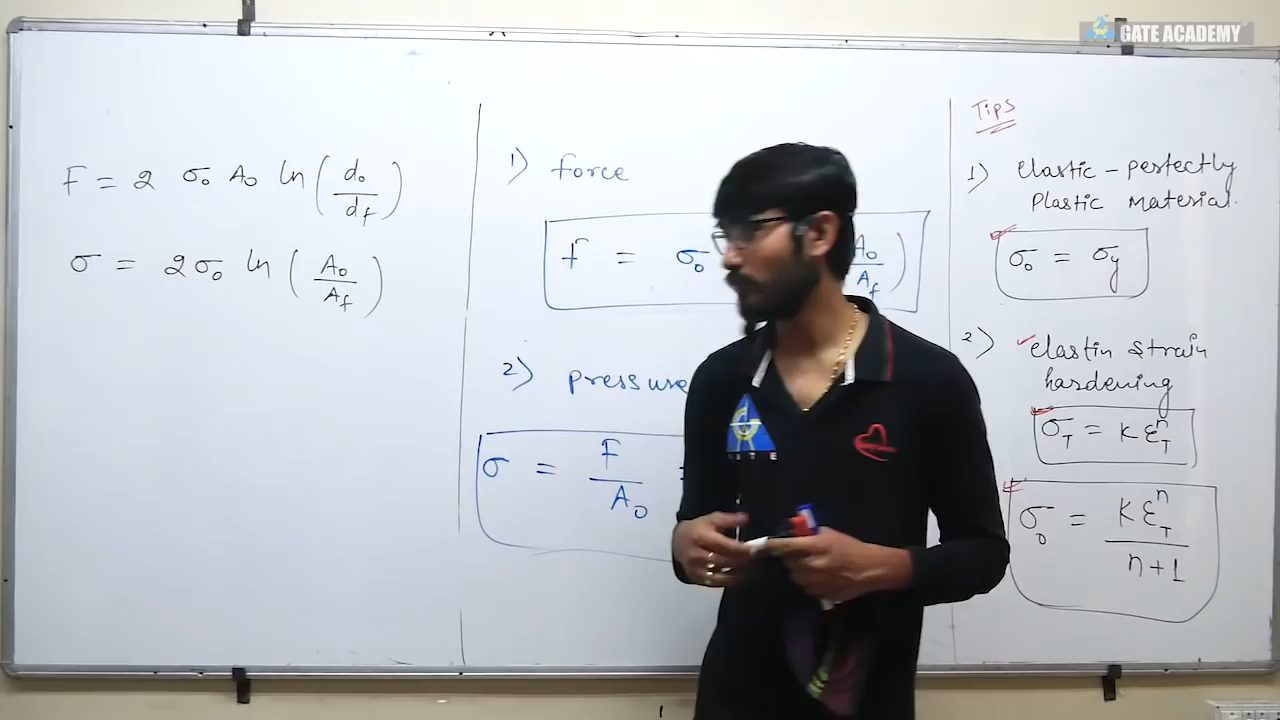 GATE ACADEMY
F = 2 σ₀ A₀ ln (d₀/d_f)
σ = 2σ₀ ln (A₀/A_f)
1) force
F = σ₀ A₀/A_f)
2) pressure
σ = F/A₀ =
Tips
1) Elastic - perfectly
Plastic Material.
σ₀ = σ_y
2) elastin strain
hardening
σ_T = K ε_T^n
σ₀ = K ε_T^n / n+1